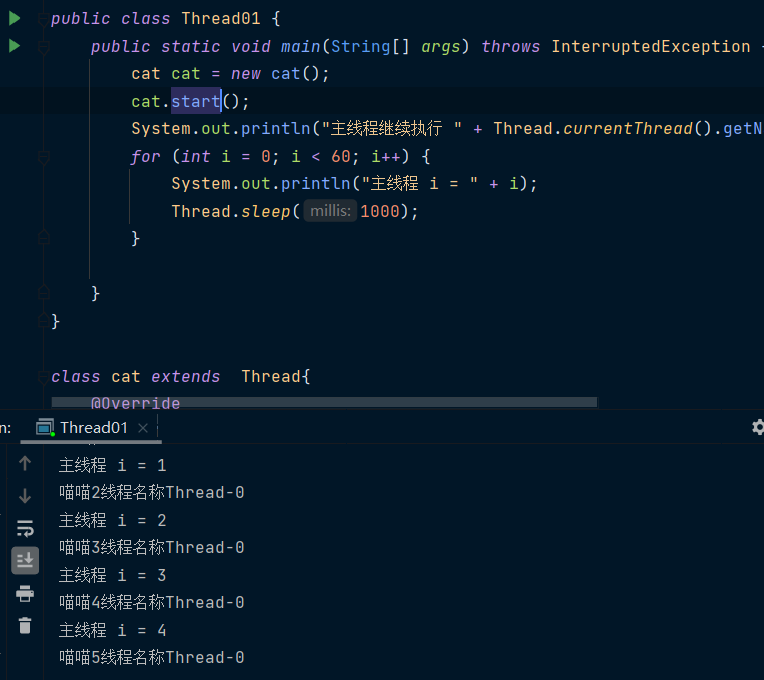 public class Thread01 {
public static void main(String[] args) throws InterruptedException {
cat cat = new cat();
cat.start();
System.out.println("主线程继续执行 " + Thread.currentThread().getN
for (int i = 0; i < 60; i++) {
System.out.println("主线程 i = " + i);
Thread.sleep( millis: 1000);
}
}
}
class cat extends  Thread{
@Override
n:
Thread01
主线程 i = 1
喵喵2线程名称Thread-0
主线程 i = 2
喵喵3线程名称Thread-0
主线程 i = 3
喵喵4线程名称Thread-0
主线程 i = 4
喵喵5线程名称Thread-0